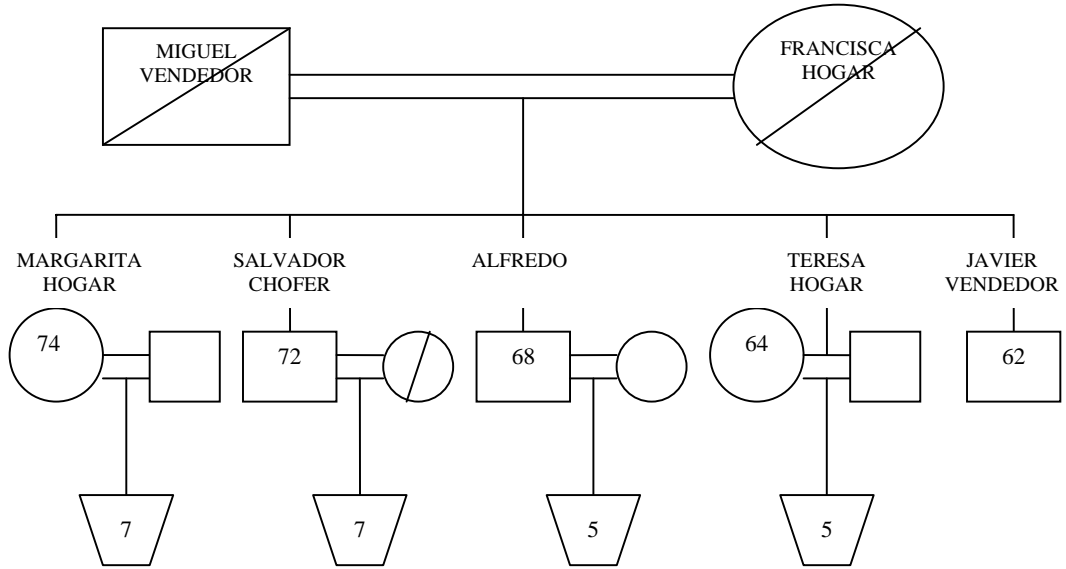 MIGUEL
VENDEDOR
FRANCISCA
HOGAR
MARGARITA
HOGAR
SALVADOR
CHOFER
ALFREDO
TERESA
HOGAR
JAVIER
VENDEDOR
74
72
68
64
62
7
7
5
5